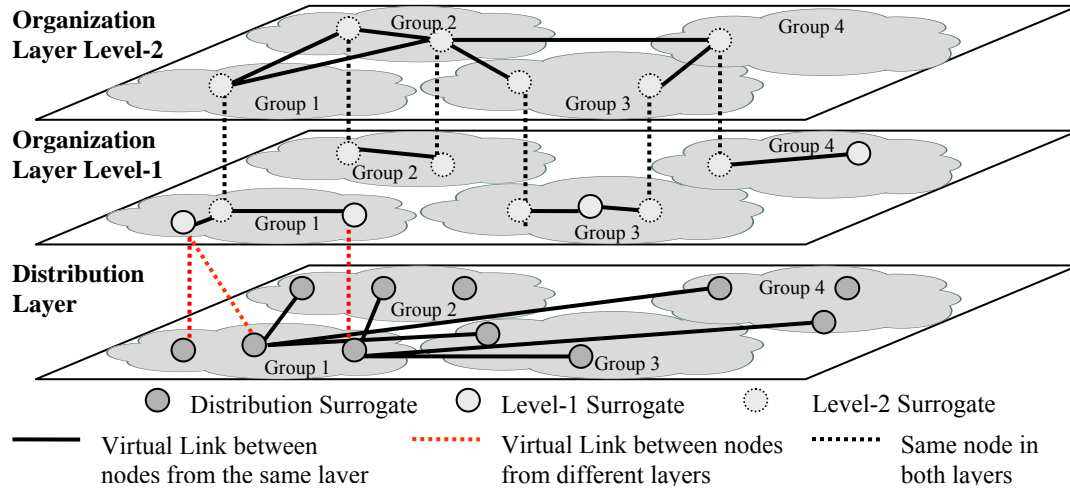 Organization
Layer Level-2
Group 2
Group 4
Group 1
Group 3
Organization
Layer Level-1
Group 4
Group 2
Group 1
Group 3
Distribution
Layer
Group 4
Group 2
Group 1
Group 3
Distribution Surrogate
Level-1 Surrogate
Level-2 Surrogate
Virtual Link between
nodes from the same layer
Virtual Link between nodes
from different layers
Same node in
both layers